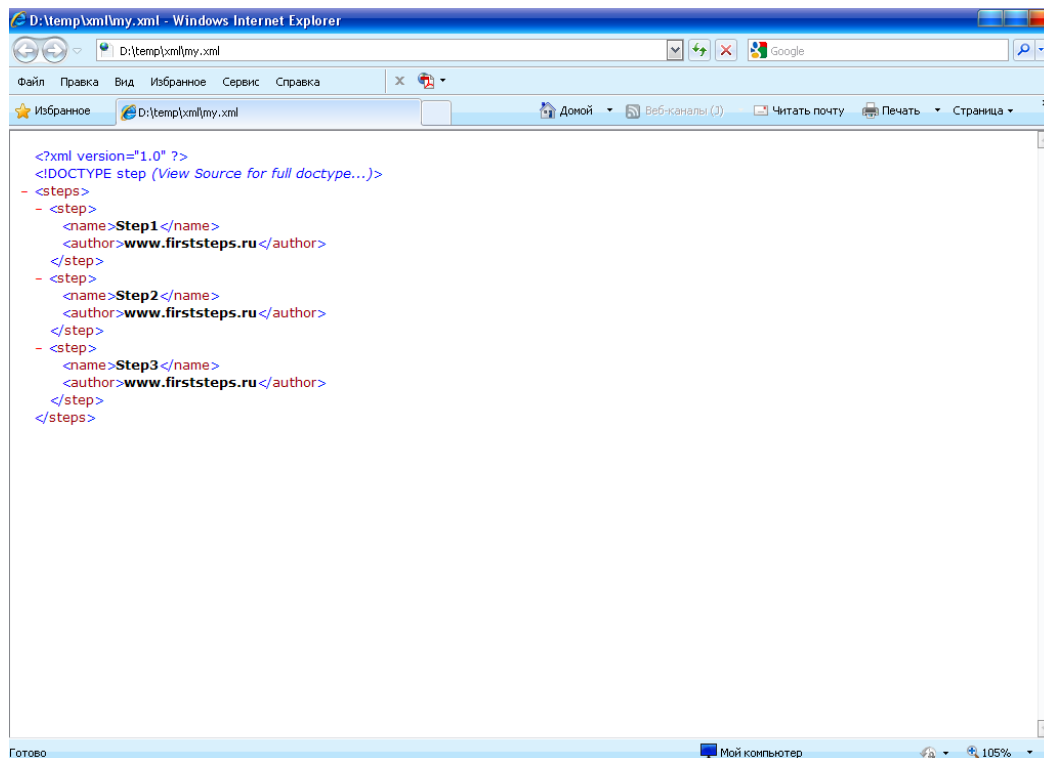 D:\temp\xml\my.xml - Windows Internet Explorer
D:\temp\xml\my.xml
Google
Файл Правка Вид Избранное Сервис Справка
Избранное D:\temp\xml\my.xml Домой Веб-каналы (J) Читать почту Печать Страница
<?xml version="1.0" ?>
<!DOCTYPE step (View Source for full doctype...)>
- <steps>
- <step>
<name>Step1</name>
<author>www.firststeps.ru</author>
</step>
- <step>
<name>Step2</name>
<author>www.firststeps.ru</author>
</step>
- <step>
<name>Step3</name>
<author>www.firststeps.ru</author>
</step>
</steps>
Готово Мой компьютер 105%